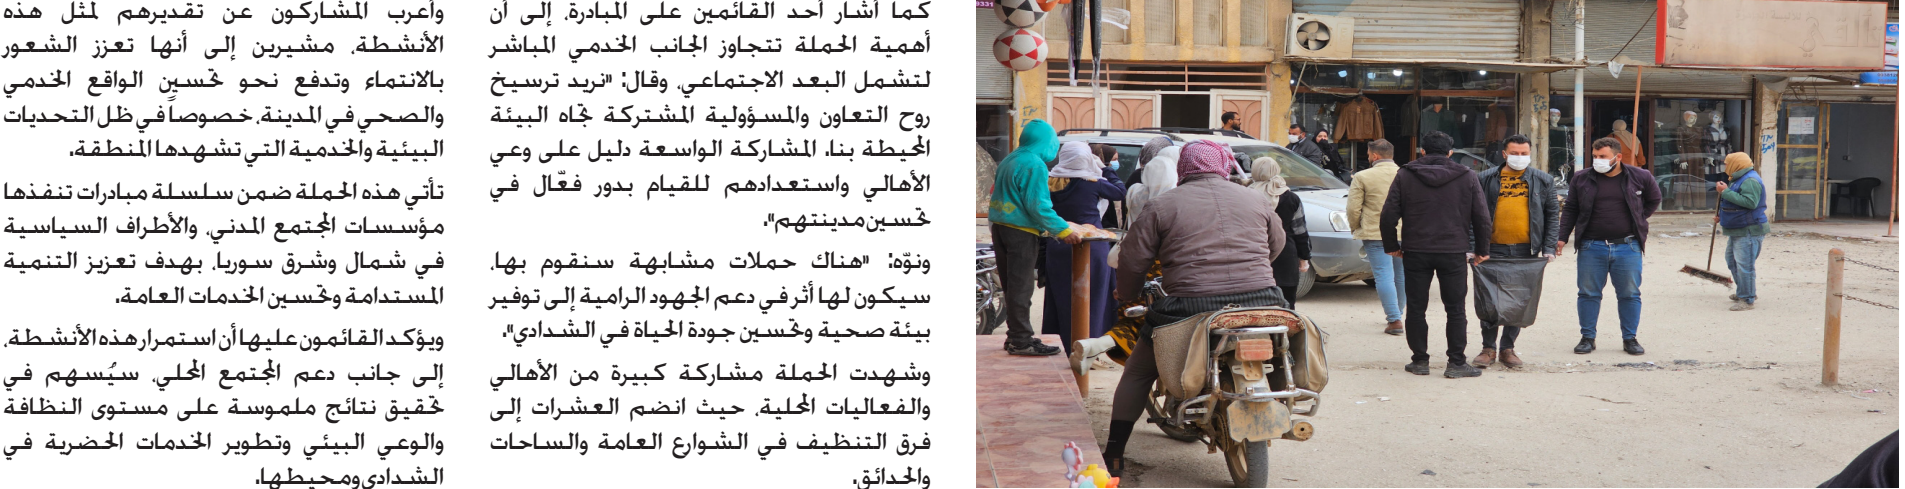 كما أشار أحد القائمين على المبادرة، إلى أن
أهمية الحملة تتجاوز الجانب الخدمي المباشر
لتشمل البعد الاجتماعي، وقال: "نريد ترسيخ
روح التعاون والمسؤولية المشتركة تجاه البيئة
المحيطة بنا. المشاركة الواسعة دليل على وعي
الأهالي واستعدادهم للقيام بدور فعّال في
تحسين مدينتهم".
ونوّه: "هناك حملات مشابهة سنقوم بها،
سيكون لها أثر في دعم الجهود الرامية إلى توفير
بيئة صحية وتحسين جودة الحياة في الشدادي".
وشهدت الحملة مشاركة كبيرة من الأهالي
والفعاليات المحلية، حيث انضم العشرات إلى
فرق التنظيف في الشوارع العامة والساحات
والحدائق.
وأعرب المشاركون عن تقديرهم لمثل هذه
الأنشطة، مشيرين إلى أنها تعزز الشعور
بالانتماء وتدفع نحو تحسين الواقع الخدمي
والصحي في المدينة، خصوصاً في ظل التحديات
البيئية والخدمية التي تشهدها المنطقة.
تأتي هذه الحملة ضمن سلسلة مبادرات تنفذها
مؤسسات المجتمع المدني، والأطراف السياسية
في شمال وشرق سوريا، بهدف تعزيز التنمية
المستدامة وتحسين الخدمات العامة.
ويؤكد القائمون عليها أن استمرار هذه الأنشطة،
إلى جانب دعم المجتمع المحلي، سيُسهم في
تحقيق نتائج ملموسة على مستوى النظافة
والوعي البيئي وتطوير الخدمات الحضرية في
الشدادي ومحيطها.